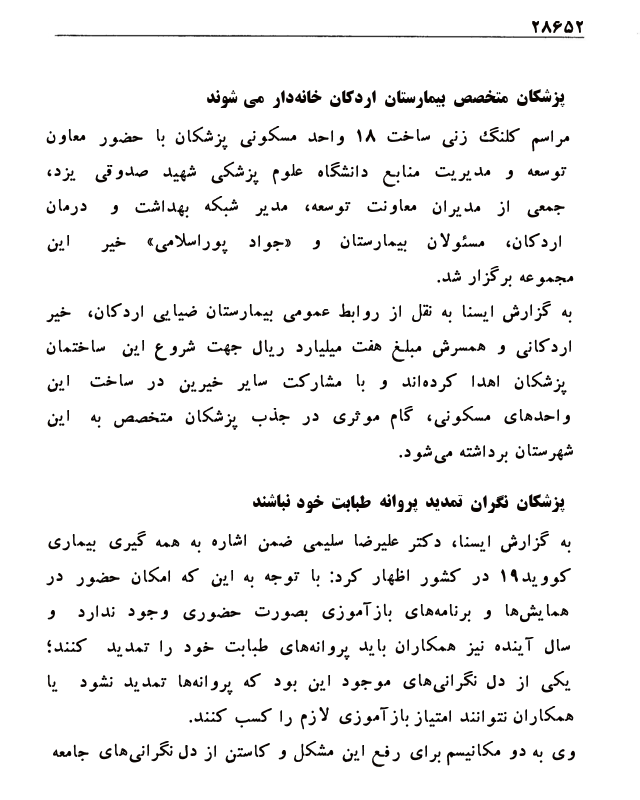 ۲۸۶۵۲
پزشکان متخصص بیمارستان اردکان خانه‌دار می شوند
مراسم کلنگ زنی ساخت ۱۸ واحد مسکونی پزشکان با حضور معاون
توسعه و مدیریت منابع دانشگاه علوم پزشکی شهید صدوقی یزد،
جمعی از مدیران معاونت توسعه، مدیر شبکه بهداشت و درمان
اردکان، مسئولان بیمارستان و «جواد پوراسلامی» خیر این
مجموعه برگزار شد.
به گزارش ایسنا به نقل از روابط عمومی بیمارستان ضیایی اردکان، خیر
اردکانی و همسرش مبلغ هفت میلیارد ریال جهت شروع این ساختمان
پزشکان اهدا کرده‌اند و با مشارکت سایر خیرین در ساخت این
واحدهای مسکونی، گام موثری در جذب پزشکان متخصص به این
شهرستان برداشته می‌شود.
پزشکان نگران تمدید پروانه طبابت خود نباشند
به گزارش ایسنا، دکتر علیرضا سلیمی ضمن اشاره به همه گیری بیماری
کووید۱۹ در کشور اظهار کرد: با توجه به این که امکان حضور در
همایش‌ها و برنامه‌های بازآموزی بصورت حضوری وجود ندارد و
سال آینده نیز همکاران باید پروانه‌های طبابت خود را تمدید کنند؛
یکی از دل نگرانی‌های موجود این بود که پروانه‌ها تمدید نشود یا
همکاران نتوانند امتیاز بازآموزی لازم را کسب کنند.
وی به دو مکانیسم برای رفع این مشکل و کاستن از دل نگرانی‌های جامعه